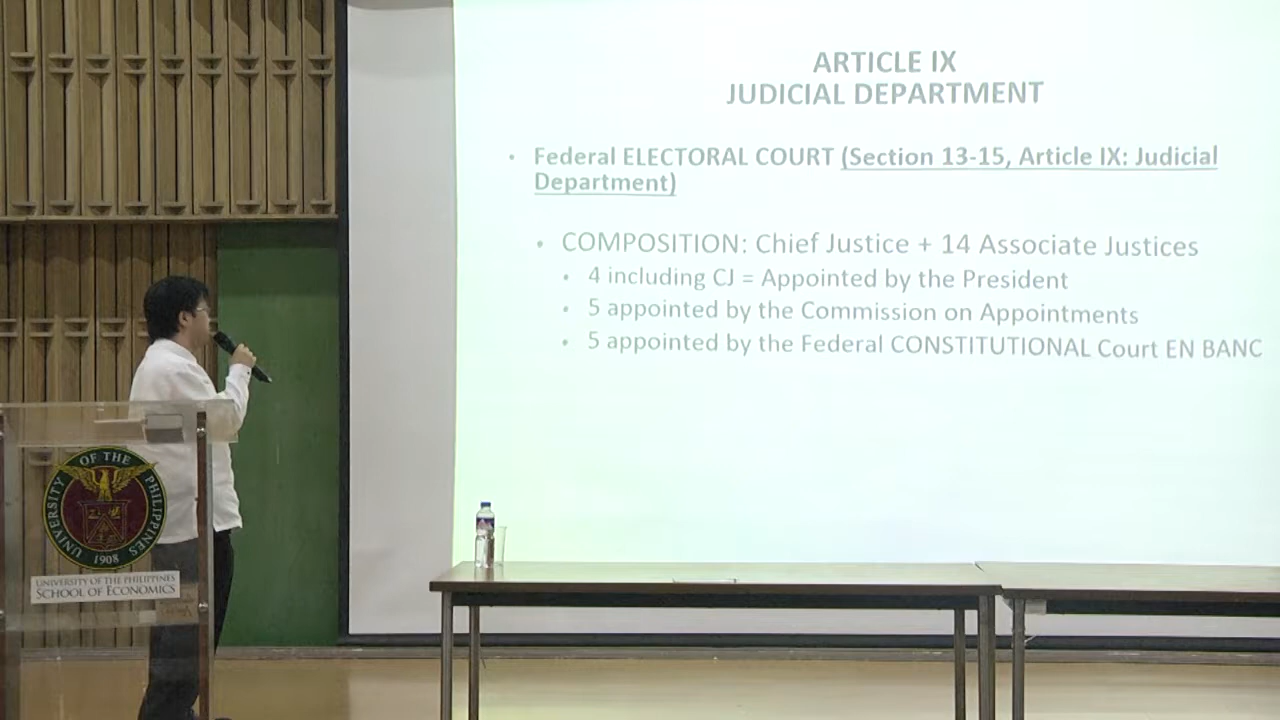 ARTICLE IX
JUDICIAL DEPARTMENT
• Federal ELECTORAL COURT (Section 13-15, Article IX: Judicial
Department)
• COMPOSITION: Chief Justice + 14 Associate Justices
• 4 including CJ = Appointed by the President
• 5 appointed by the Commission on Appointments
• 5 appointed by the Federal CONSTITUTIONAL Court EN BANC
UNIVERSITY OF THE PHILIPPINES
1908
UNIVERSITY OF THE PHILIPPINES
SCHOOL OF ECONOMICS